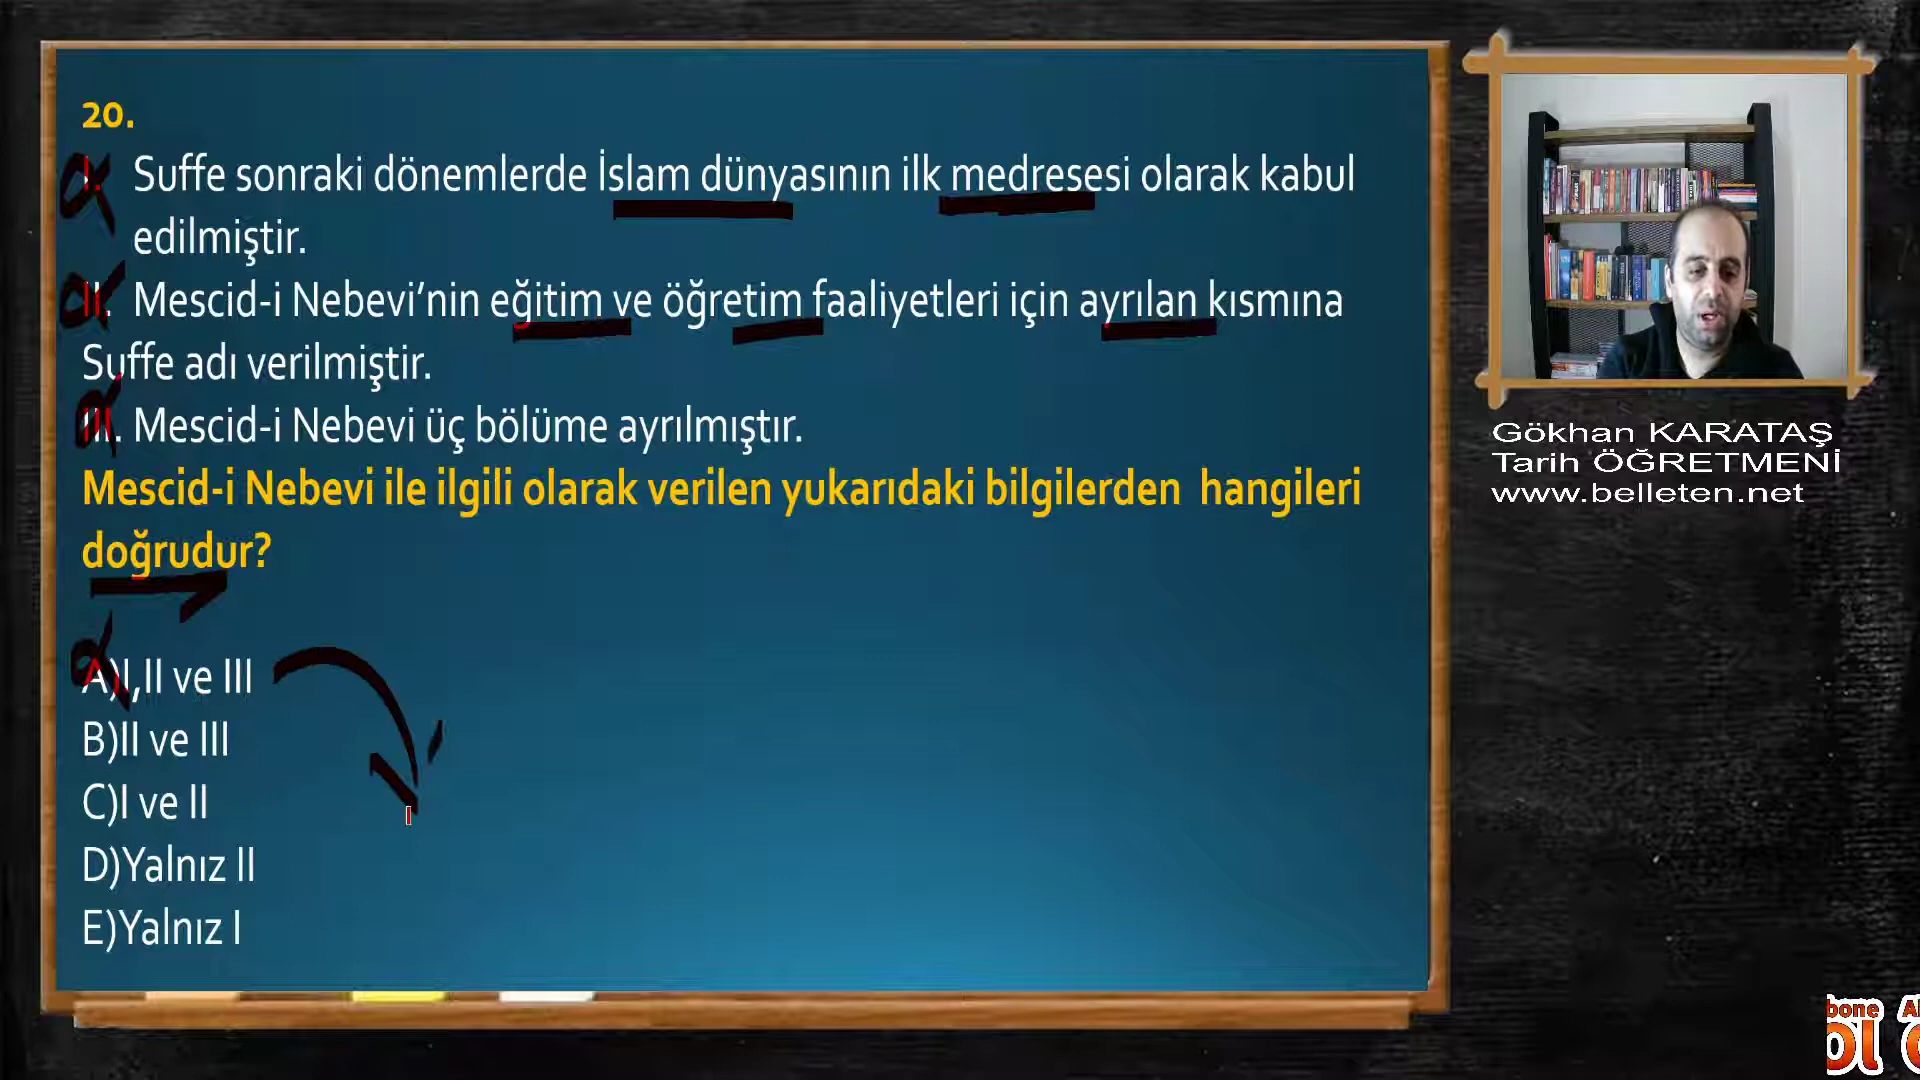 20.
I. Suffe sonraki dönemlerde İslam dünyasının ilk medresesi olarak kabul
edilmiştir.
II. Mescid-i Nebevi’nin eğitim ve öğretim faaliyetleri için ayrılan kısmına
Suffe adı verilmiştir.
III. Mescid-i Nebevi üç bölüme ayrılmıştır.
Mescid-i Nebevi ile ilgili olarak verilen yukarıdaki bilgilerden hangileri
doğrudur?
A)I,II ve III
B)II ve III
C)I ve II
D)Yalnız II
E)Yalnız I
Gökhan KARATAŞ
Tarih ÖĞRETMENİ
www.belleten.net